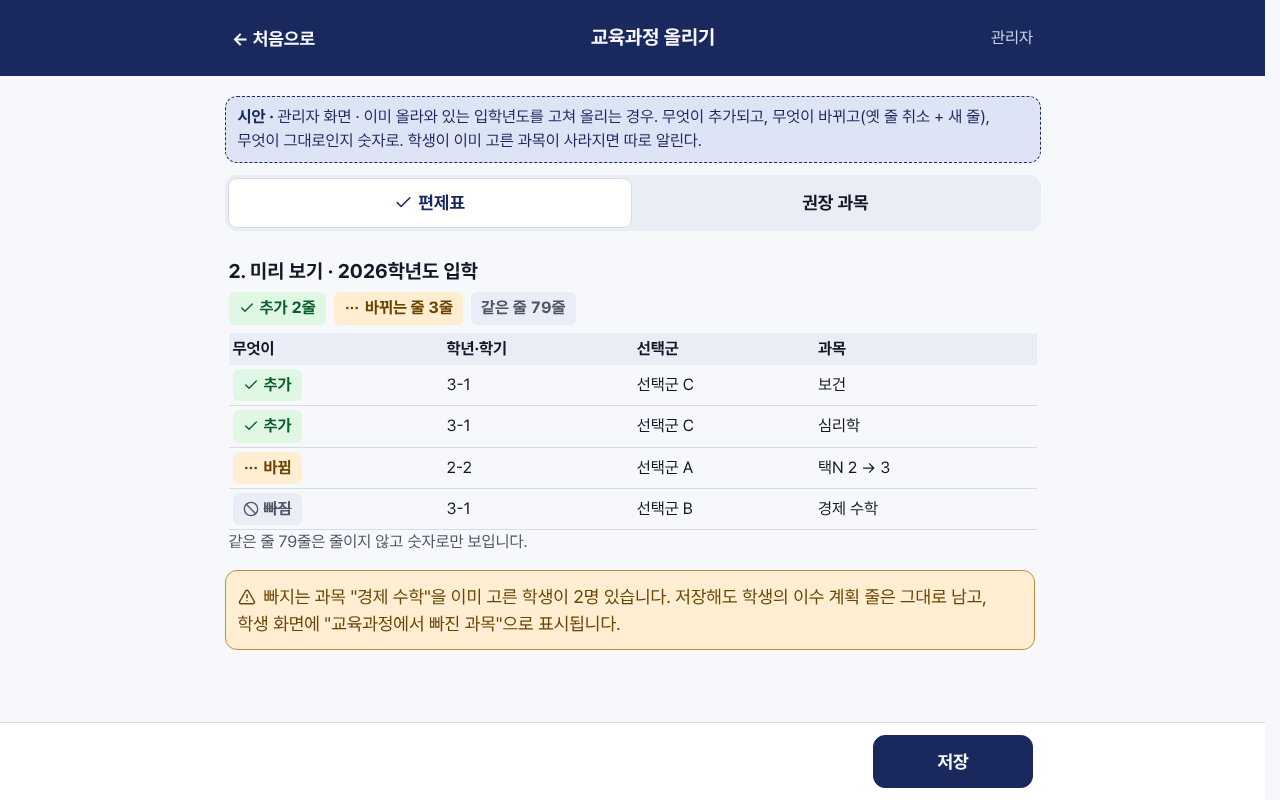 ← 처음으로
교육과정 올리기
관리자
시안 · 관리자 화면 · 이미 올라와 있는 입학년도를 고쳐 올리는 경우. 무엇이 추가되고, 무엇이 바뀌고(옛 줄 취소 + 새 줄),
무엇이 그대로인지 숫자로. 학생이 이미 고른 과목이 사라지면 따로 알린다.
✓ 편제표
권장 과목
2. 미리 보기 · 2026학년도 입학
✓ 추가 2줄
··· 바뀌는 줄 3줄
같은 줄 79줄
무엇이 학년·학기 선택군 과목
✓ 추가 3-1 선택군 C 보건
✓ 추가 3-1 선택군 C 심리학
··· 바뀜 2-2 선택군 A 택N 2 → 3
빠짐 3-1 선택군 B 경제 수학
같은 줄 79줄은 줄이지 않고 숫자로만 보입니다.
빠지는 과목 "경제 수학"을 이미 고른 학생이 2명 있습니다. 저장해도 학생의 이수 계획 줄은 그대로 남고,
학생 화면에 "교육과정에서 빠진 과목"으로 표시됩니다.
저장